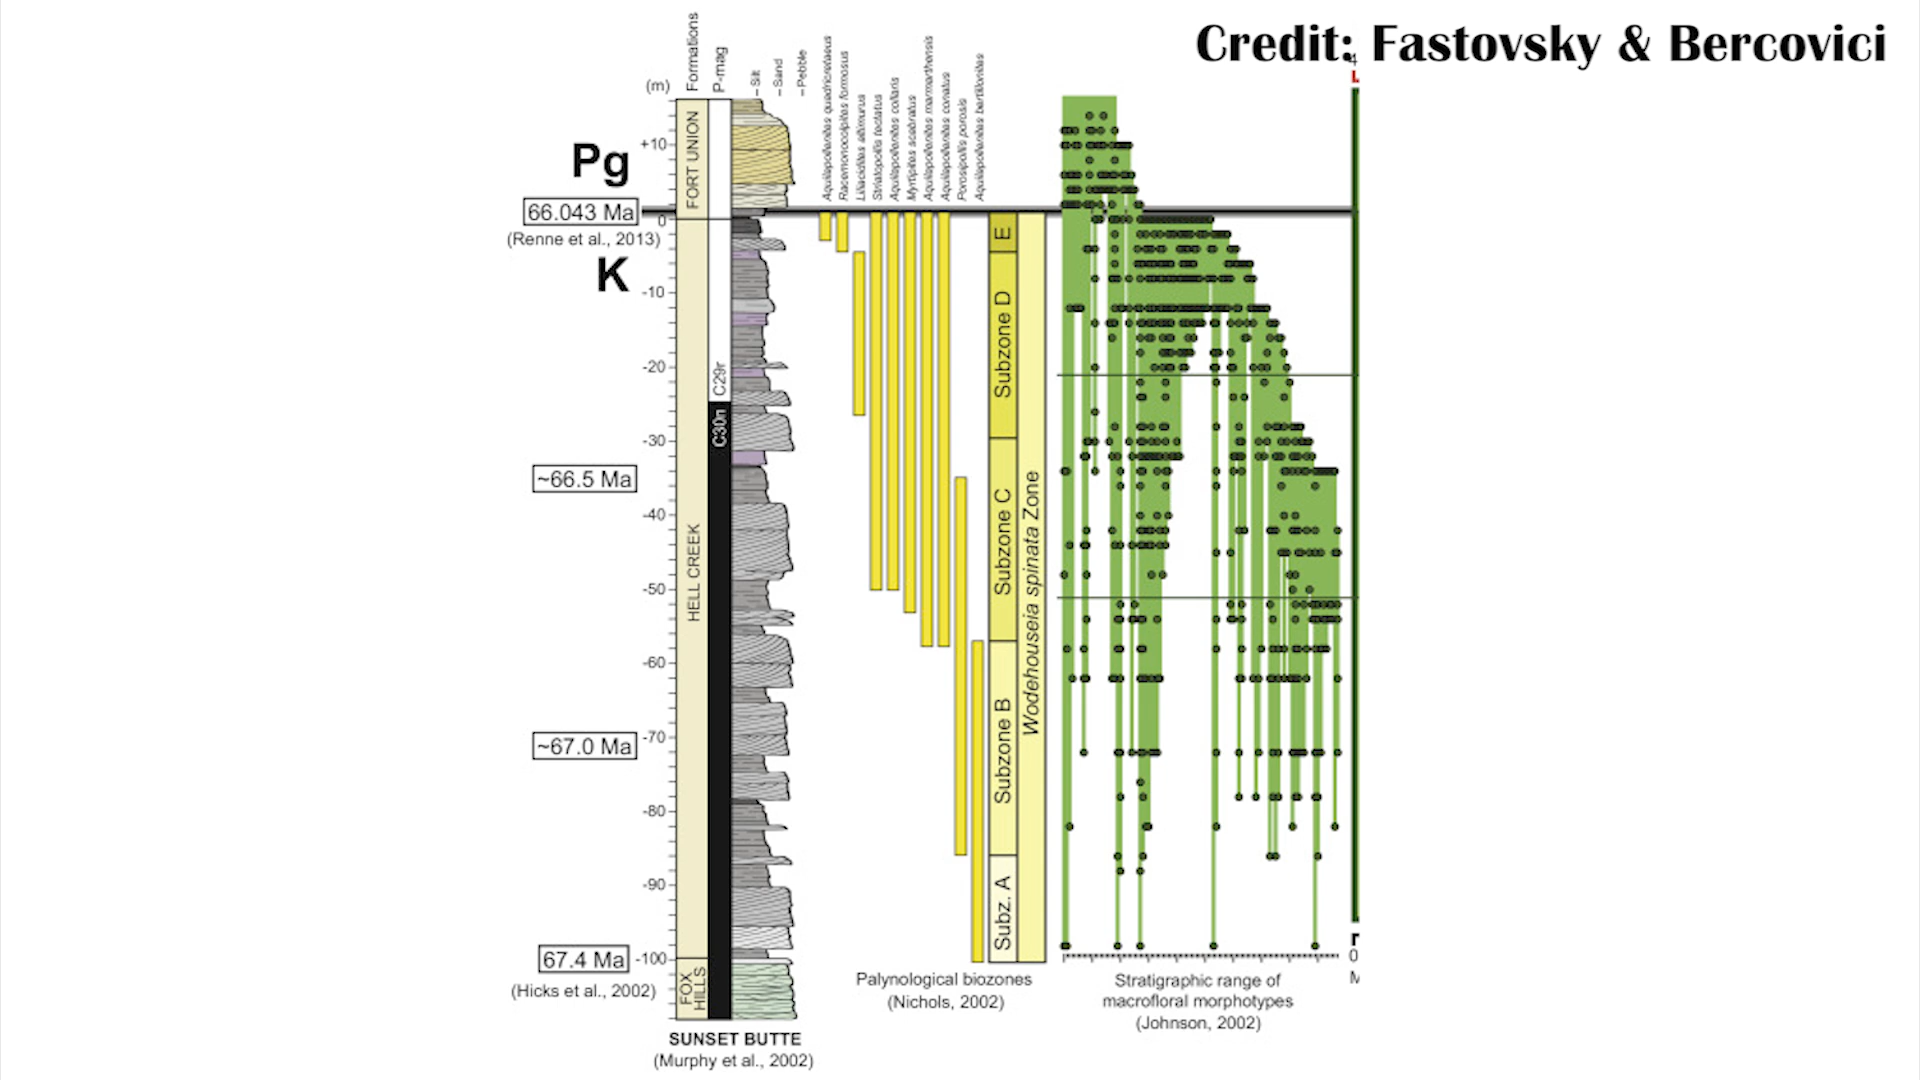 Credit: Fastovsky & Bercovici
(m)
Formations
P-mag
Silt
Sand
Pebble
Aquilapollenites quadricretaeus
Racemonocolpites formosus
Liliacidites altimurus
Striatopollis tectatus
Aquilapollenites collaris
Myrtipites scabratus
Aquilapollenites marmarthensis
Aquilapollenites conatus
Porosipollis porosis
Aquilapollenites bertillonites
4
L
Pg
K
66.043 Ma
(Renne et al., 2013)
~66.5 Ma
~67.0 Ma
67.4 Ma
(Hicks et al., 2002)
+10
0
-10
-20
-30
-40
-50
-60
-70
-80
-90
-100
FORT UNION
HELL CREEK
FOX HILLS
C29r
C30n
E
Subzone D
Subzone C
Subzone B
Subz. A
Wodehouseia spinata Zone
SUNSET BUTTE
(Murphy et al., 2002)
Palynological biozones
(Nichols, 2002)
Stratigraphic range of
macrofloral morphotypes
(Johnson, 2002)
0